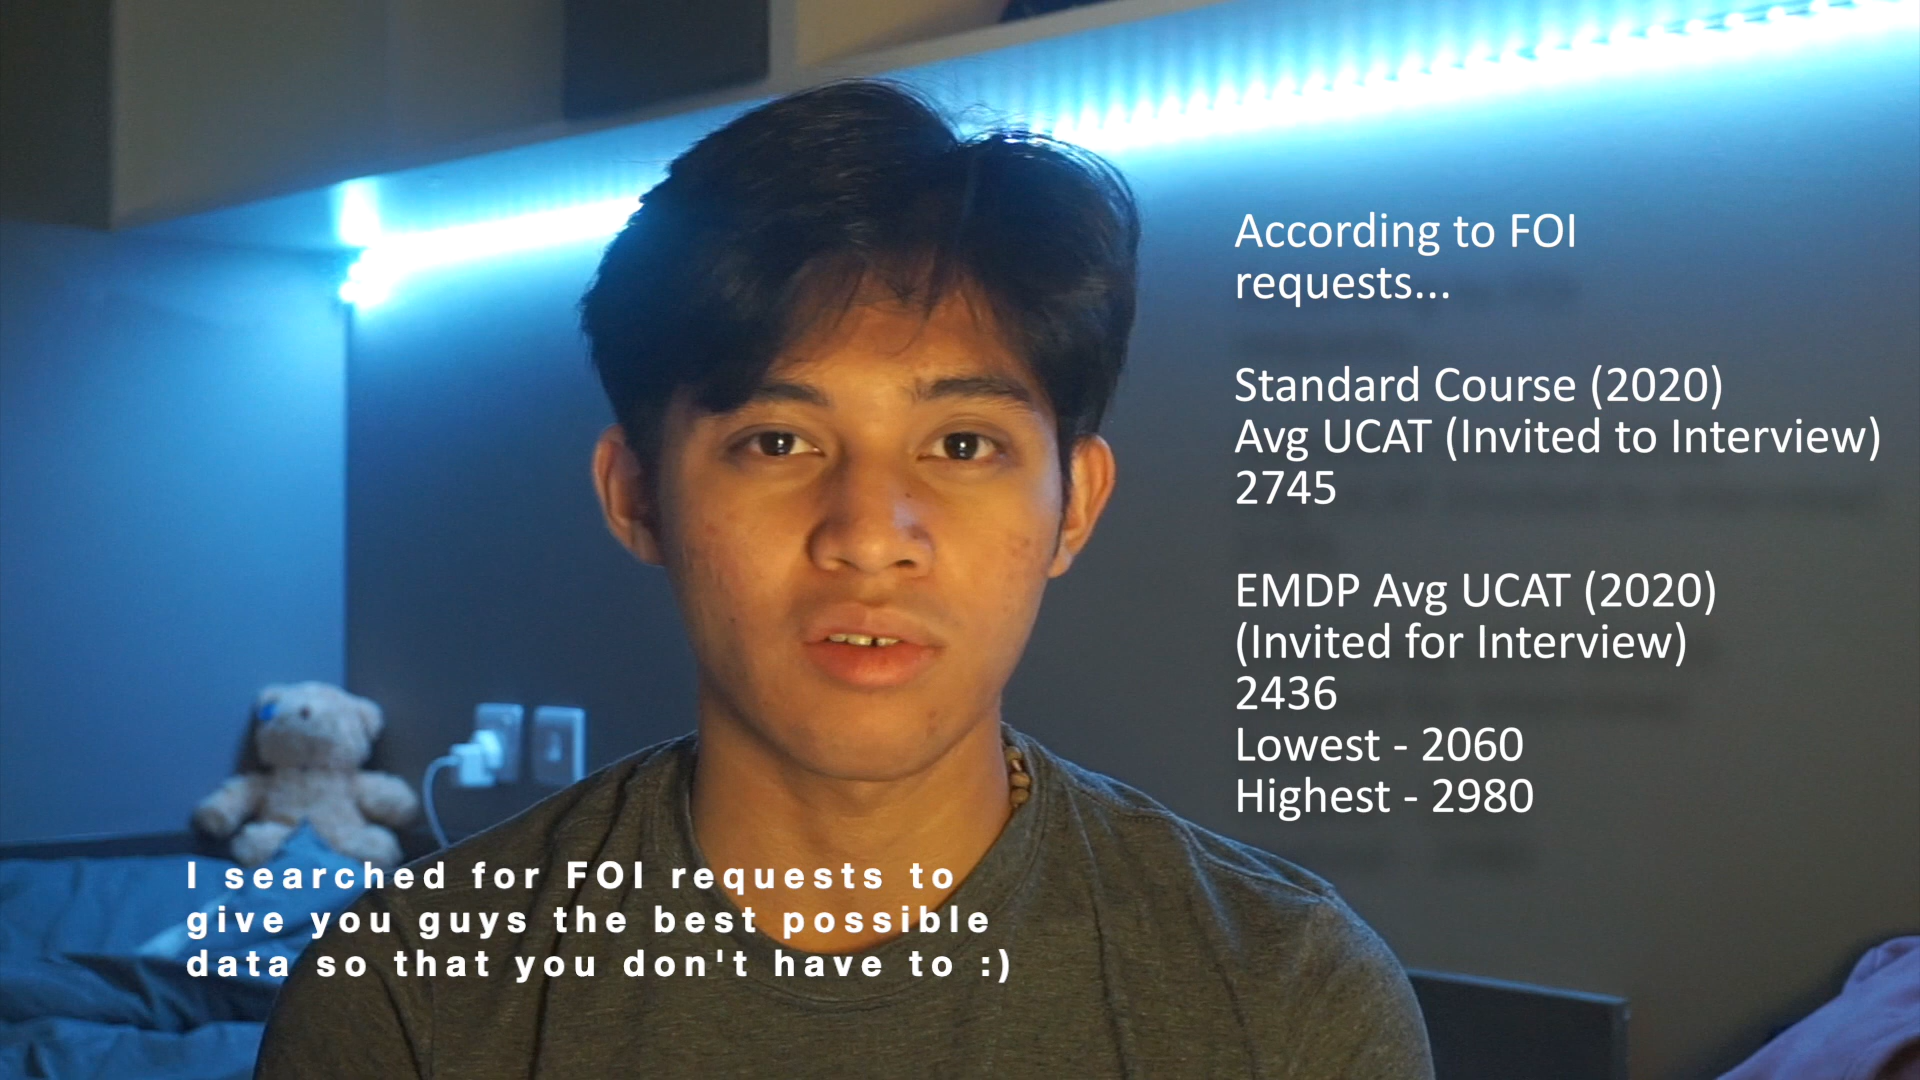 According to FOI
requests...
Standard Course (2020)
Avg UCAT (Invited to Interview)
2745
EMDP Avg UCAT (2020)
(Invited for Interview)
2436
Lowest - 2060
Highest - 2980
I searched for FOI requests to
give you guys the best possible
data so that you don't have to :)